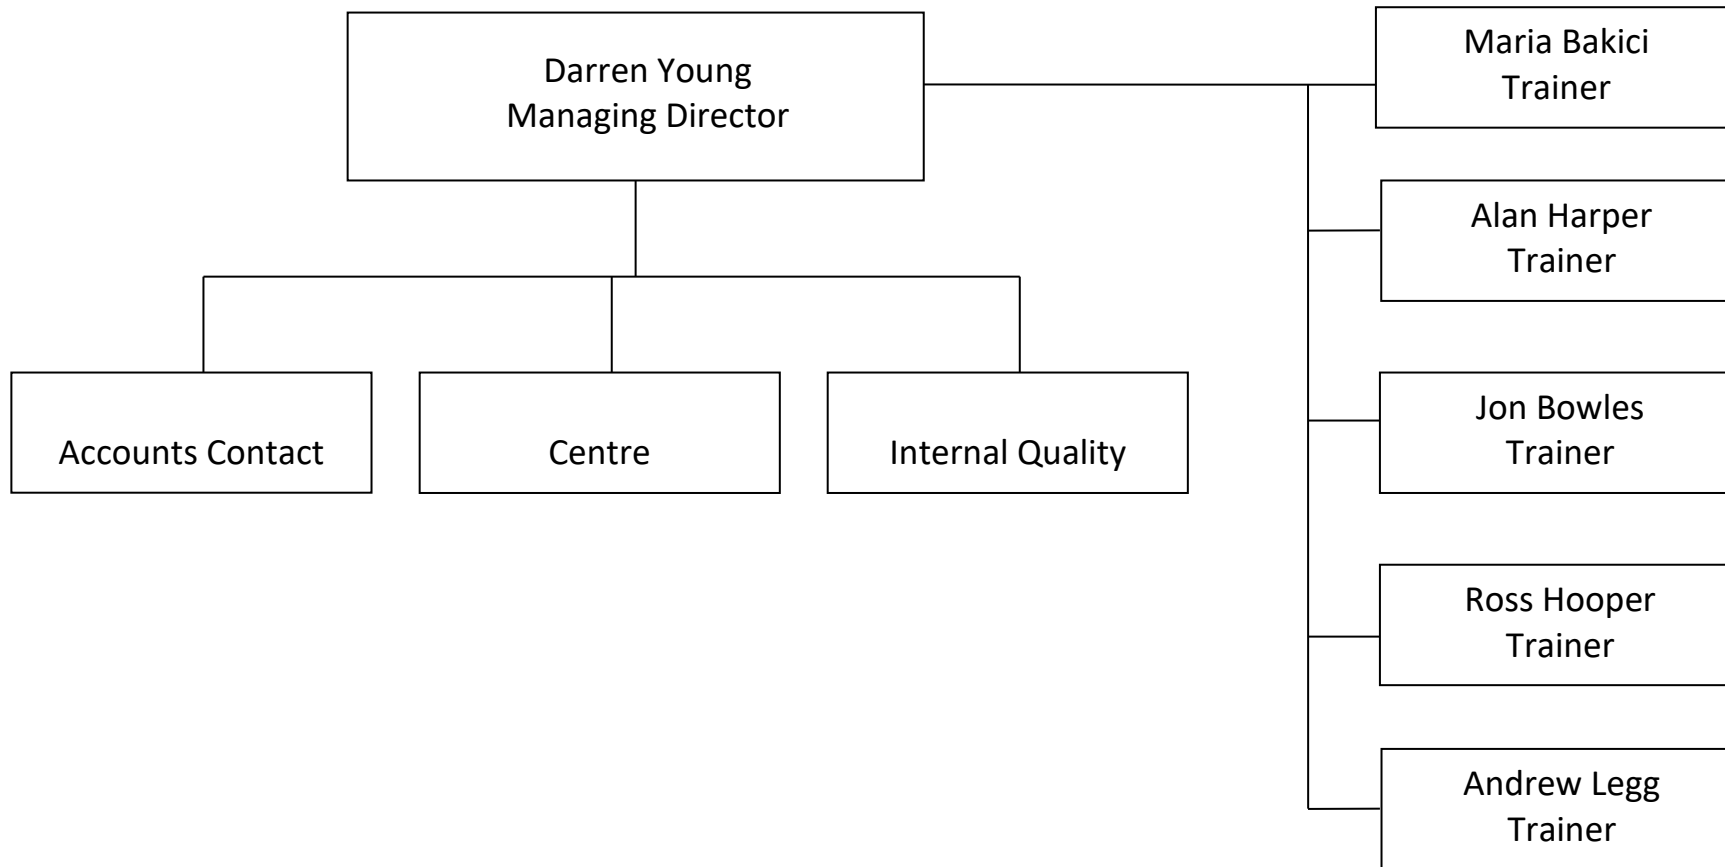 Darren Young
Managing Director
Maria Bakici
Trainer
Alan Harper
Trainer
Accounts Contact
Centre
Internal Quality
Jon Bowles
Trainer
Ross Hooper
Trainer
Andrew Legg
Trainer